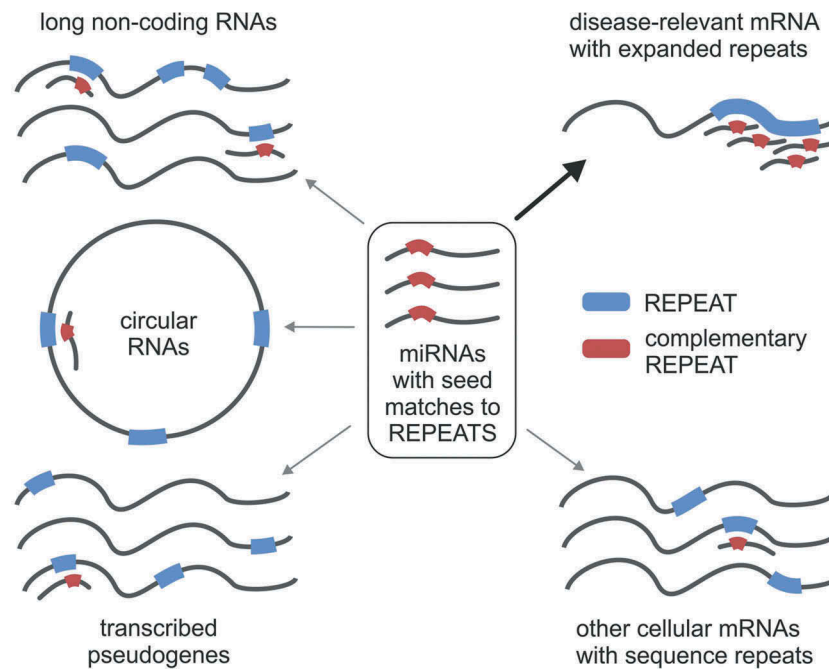 long non-coding RNAs
disease-relevant mRNA
with expanded repeats
circular
RNAs
miRNAs
with seed
matches to
REPEATS
REPEAT
complementary
REPEAT
transcribed
pseudogenes
other cellular mRNAs
with sequence repeats